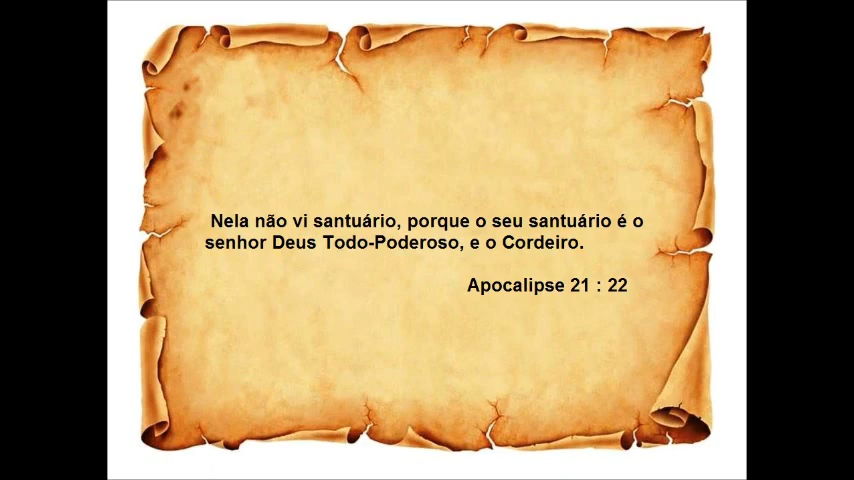 Nela não vi santuário, porque o seu santuário é o
senhor Deus Todo-Poderoso, e o Cordeiro.
Apocalipse 21 : 22